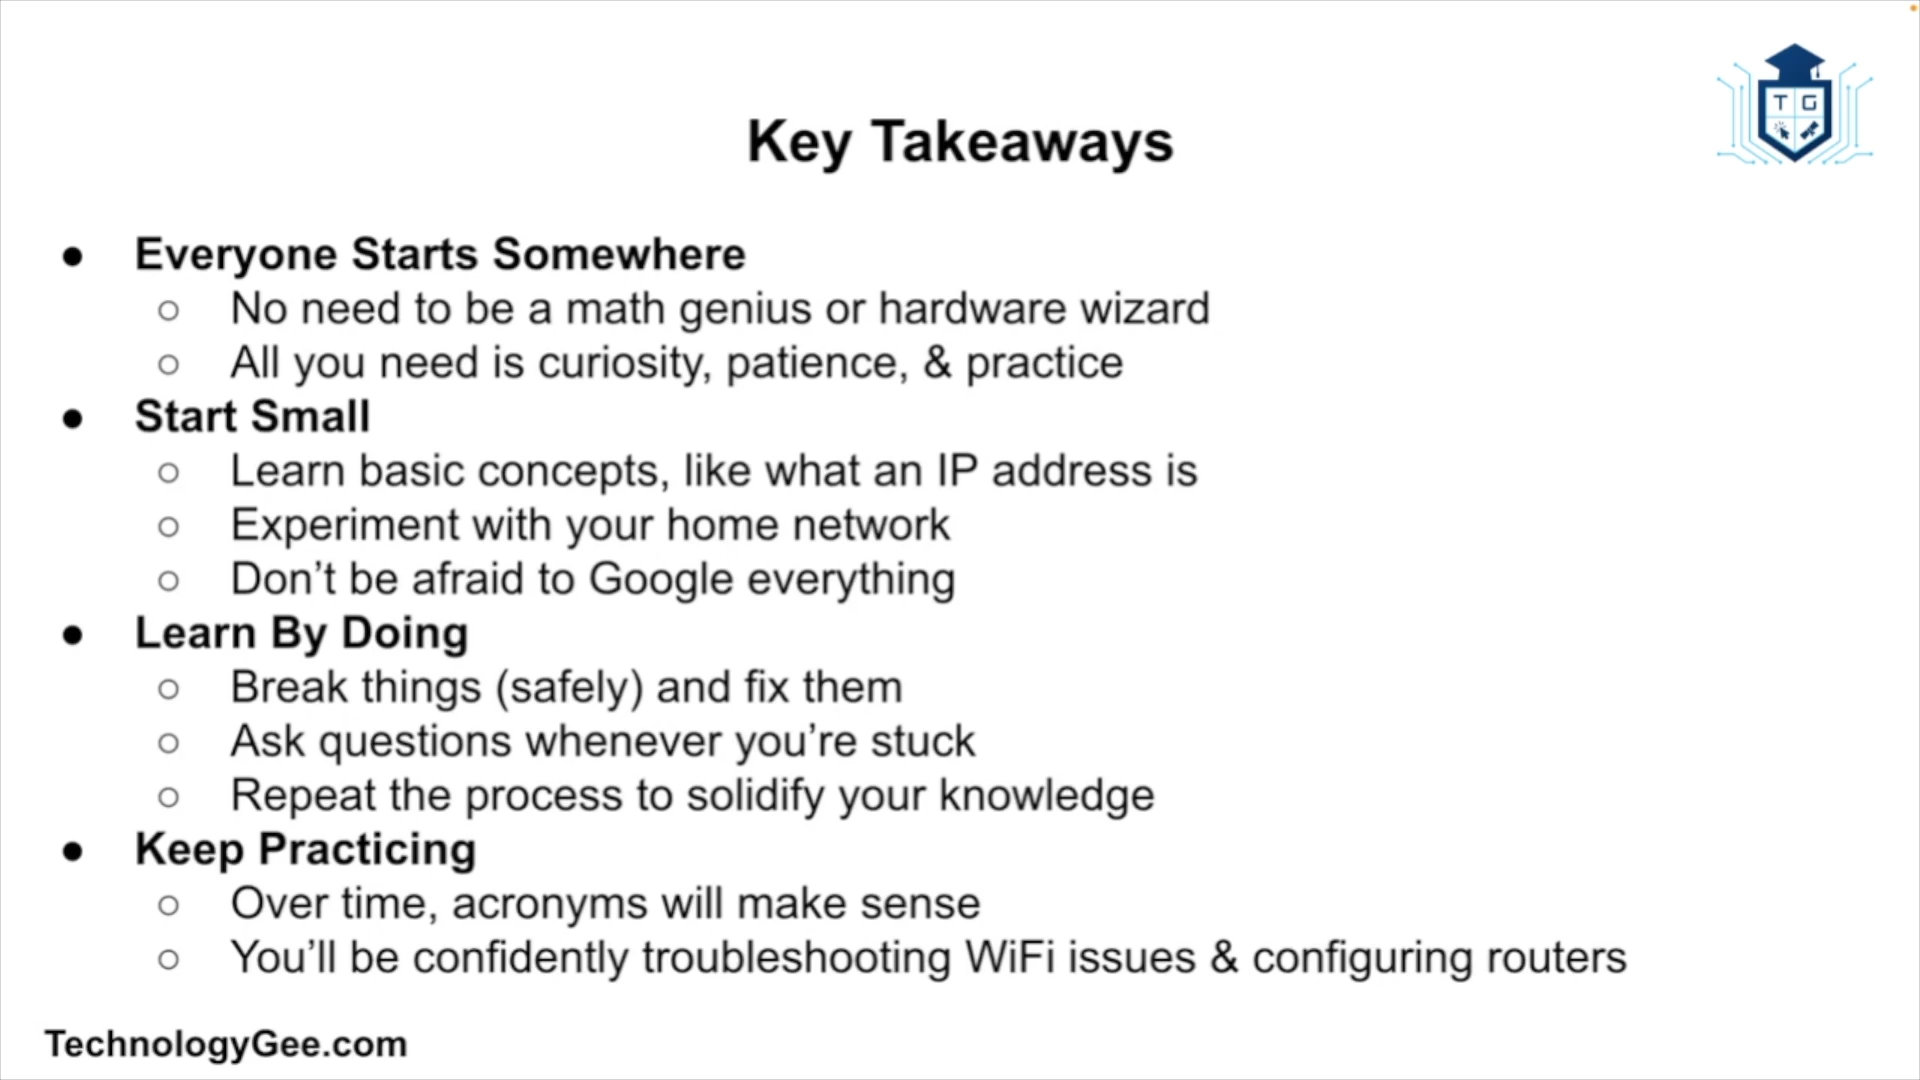 T G
Key Takeaways
● Everyone Starts Somewhere
○ No need to be a math genius or hardware wizard
○ All you need is curiosity, patience, & practice
● Start Small
○ Learn basic concepts, like what an IP address is
○ Experiment with your home network
○ Don’t be afraid to Google everything
● Learn By Doing
○ Break things (safely) and fix them
○ Ask questions whenever you’re stuck
○ Repeat the process to solidify your knowledge
● Keep Practicing
○ Over time, acronyms will make sense
○ You’ll be confidently troubleshooting WiFi issues & configuring routers
TechnologyGee.com